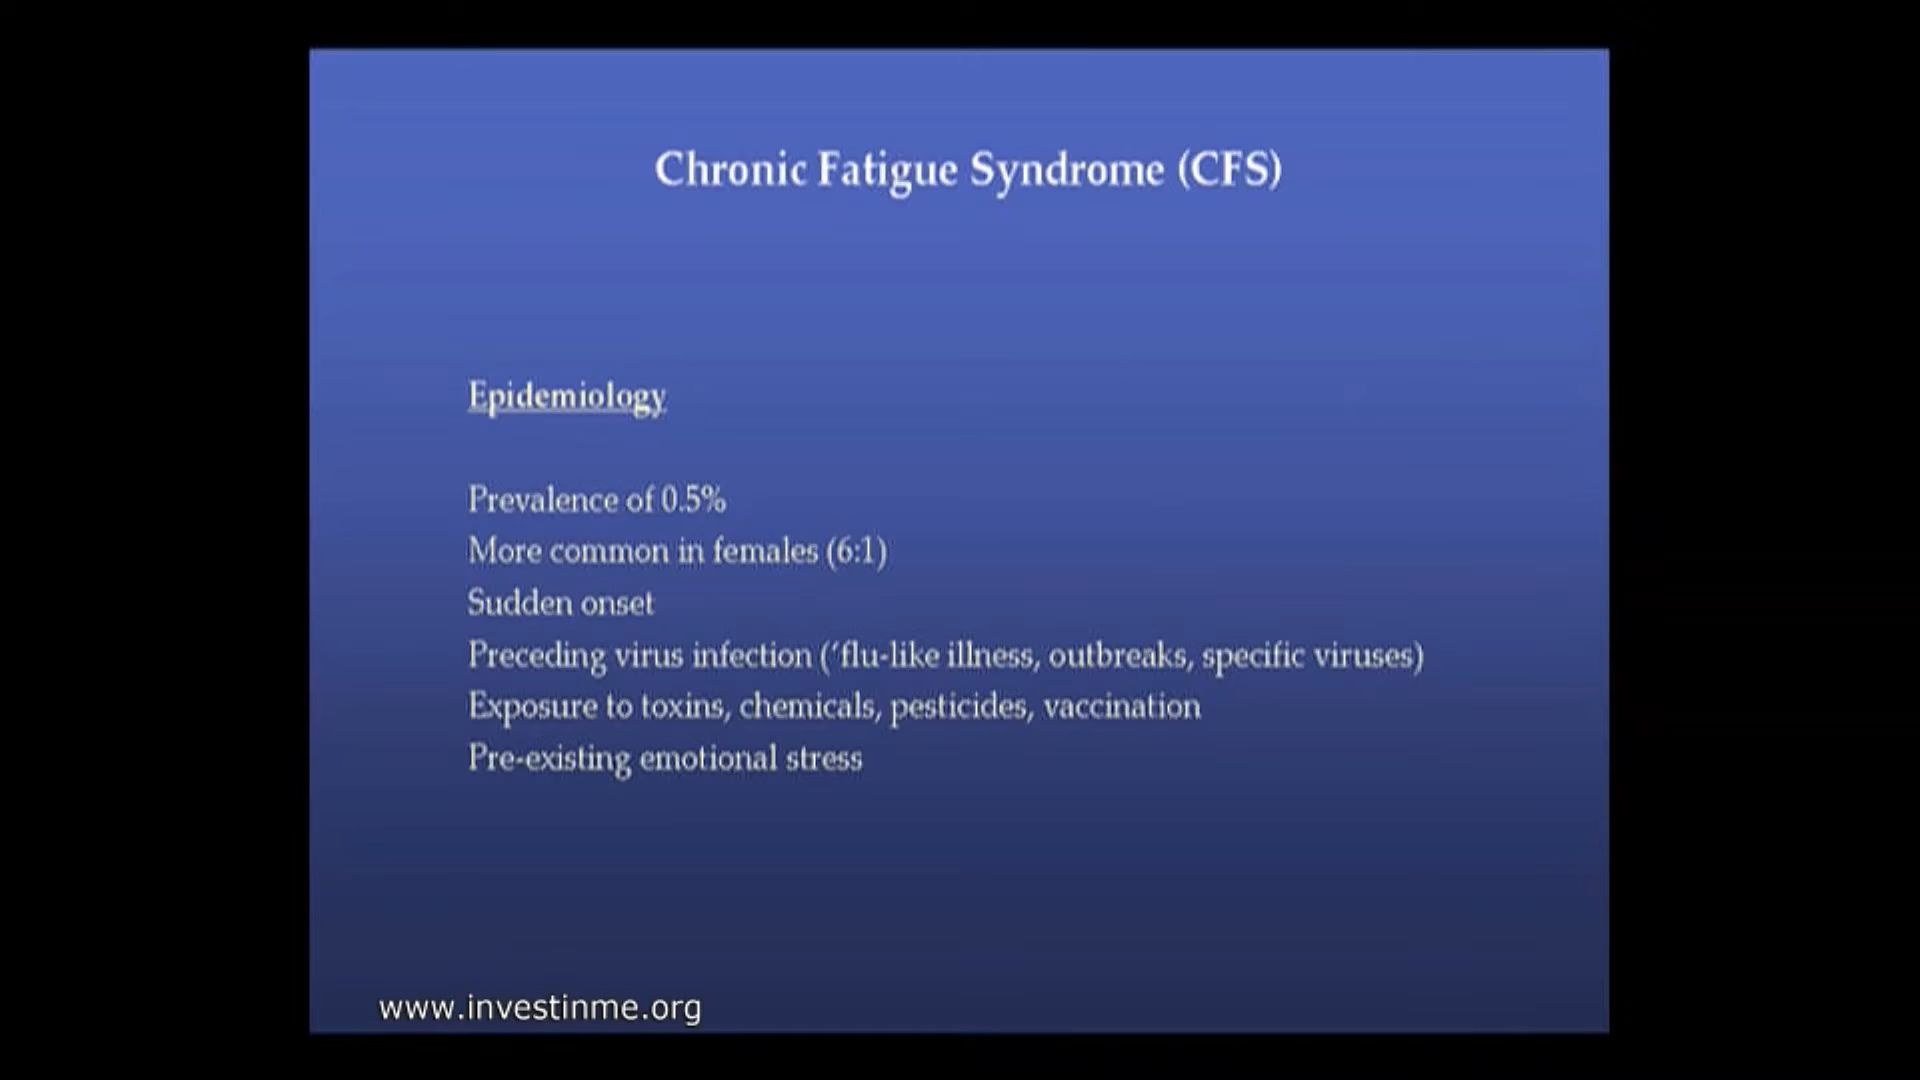 Chronic Fatigue Syndrome (CFS)
Epidemiology
Prevalence of 0.5%
More common in females (6:1)
Sudden onset
Preceding virus infection (‘flu-like illness, outbreaks, specific viruses)
Exposure to toxins, chemicals, pesticides, vaccination
Pre-existing emotional stress
www.investinme.org